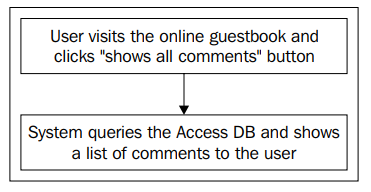 User visits the online guestbook and
clicks "shows all comments" button
System queries the Access DB and shows
a list of comments to the user